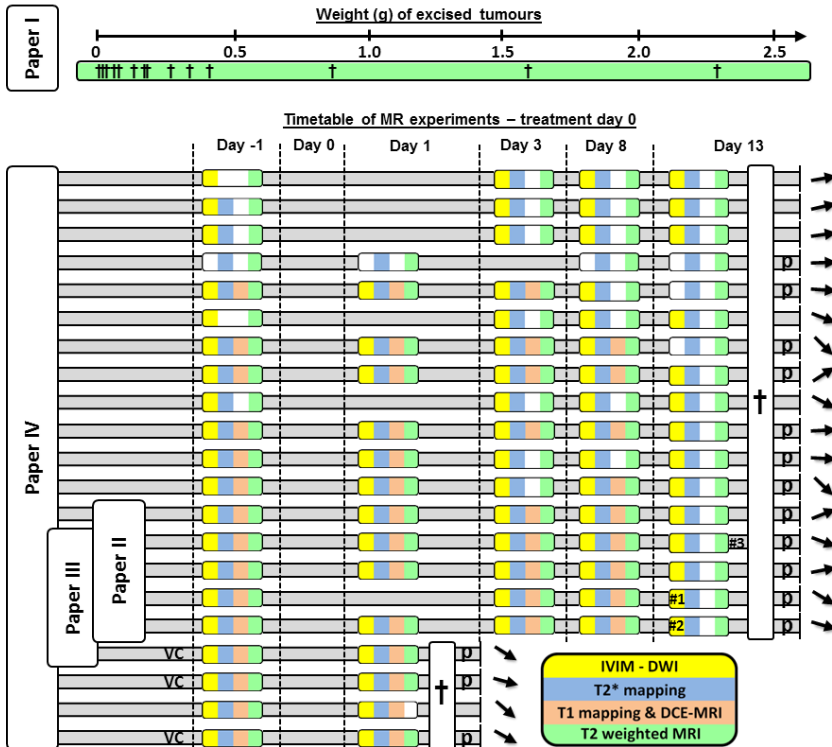 Paper I
Weight (g) of excised tumours
0 0.5 1.0 1.5 2.0 2.5
† † † † † † † † † † † † † †
Timetable of MR experiments – treatment day 0
Day -1 Day 0 Day 1 Day 3 Day 8 Day 13
Paper IV
Paper III
Paper II
p
p
p
p
†
p
p
p
p
#3 p
p
#1 p
#2 p
VC p
VC p
†
VC p
IVIM - DWI
T2* mapping
T1 mapping & DCE-MRI
T2 weighted MRI